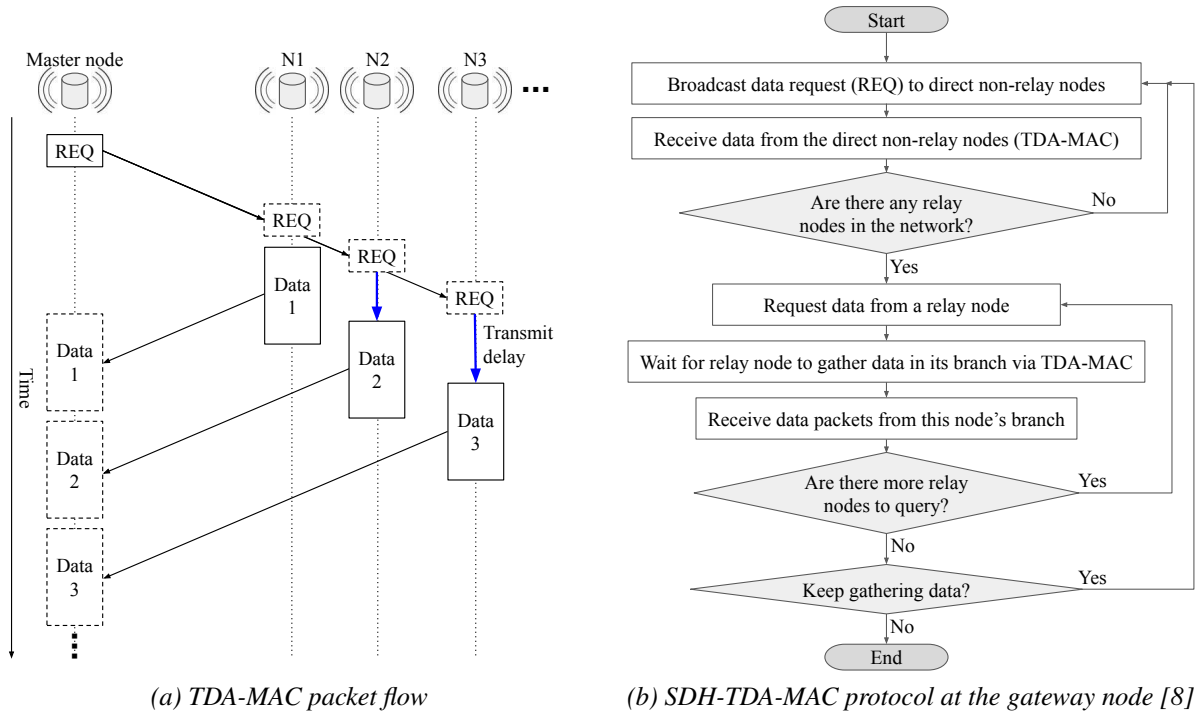 Master node
N1
N2
N3
...
REQ
REQ
REQ
REQ
Data
1
Transmit
delay
Data
1
Data
2
Data
3
Data
2
Data
3
Time
(a) TDA-MAC packet flow
Start
Broadcast data request (REQ) to direct non-relay nodes
Receive data from the direct non-relay nodes (TDA-MAC)
Are there any relay
nodes in the network?
No
Yes
Request data from a relay node
Wait for relay node to gather data in its branch via TDA-MAC
Receive data packets from this node’s branch
Are there more relay
nodes to query?
Yes
No
Keep gathering data?
Yes
No
End
(b) SDH-TDA-MAC protocol at the gateway node [8]